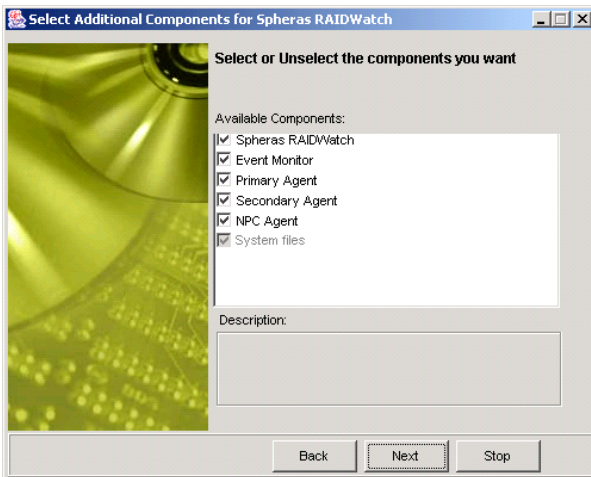 Select Additional Components for Spheras RAIDWatch
Select or Unselect the components you want
Available Components:
Spheras RAIDWatch
Event Monitor
Primary Agent
Secondary Agent
NPC Agent
System files
Description:
Back Next Stop